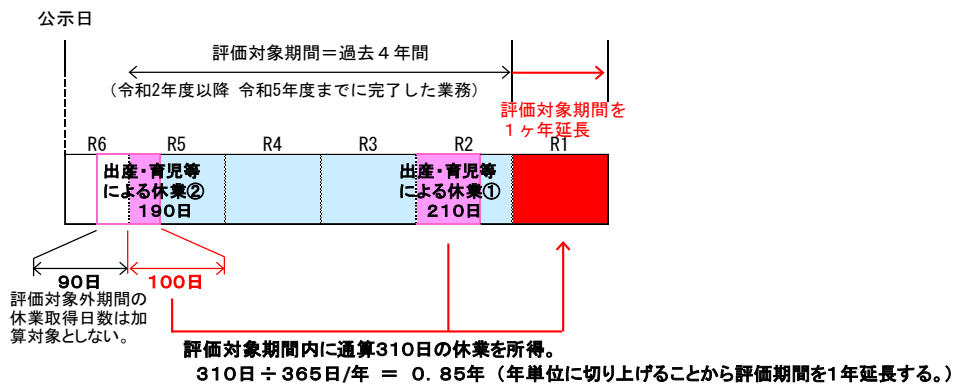 公示日
評価対象期間＝過去４年間
（令和2年度以降 令和5年度までに完了した業務）
評価対象期間を
１ヶ年延長
R6
R5
R4
R3
R2
R1
出産・育児等
による休業②
190日
出産・育児等
による休業①
210日
90日
100日
評価対象外期間の
休業取得日数は加
算対象としない。
評価対象期間内に通算310日の休業を所得。
310日÷365日/年 ＝ ０．８５年（年単位に切り上げることから評価期間を1年延長する。）